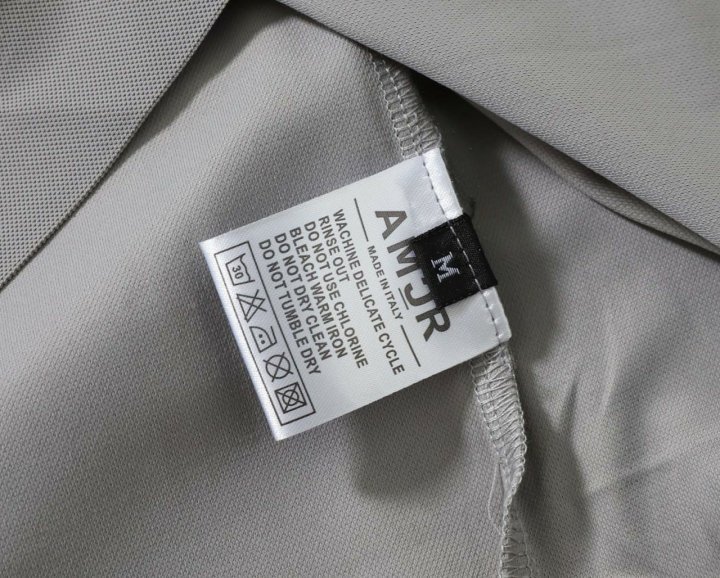 AMJR
M
MADE IN ITALY
WACHINE DELICATE CYCLE
RINSE OUT
DO NOT USE CHLORINE
BLEACH WARM IRON
DO NOT DRY CLEAN
DO NOT TUMBLE DRY
30